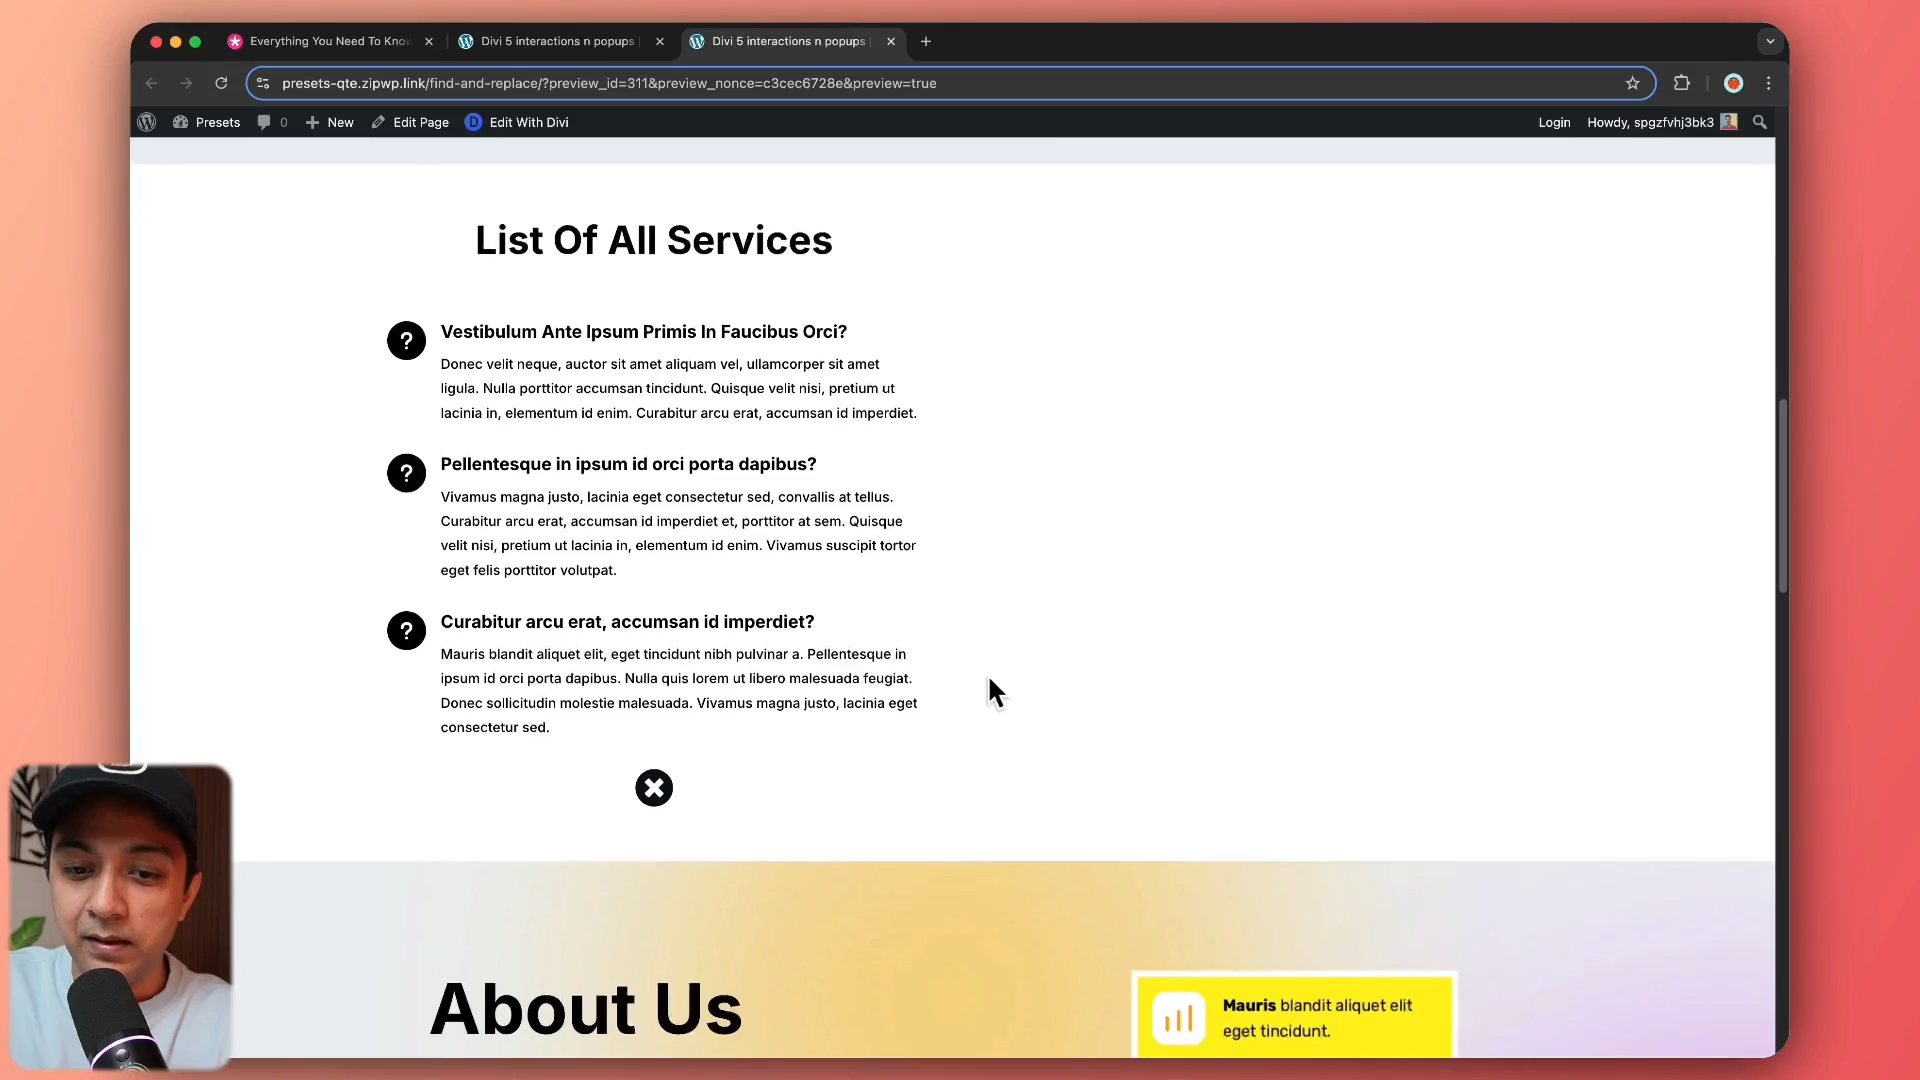 Everything You Need To Know
Divi 5 interactions n popups
Divi 5 interactions n popups
presets-qte.zipwp.link/find-and-replace/?preview_id=311&preview_nonce=c3cec6728e&preview=true
Presets
0
New
Edit Page
D
Edit With Divi
Login
Howdy, spgzfvhj3bk3
List Of All Services
?
Vestibulum Ante Ipsum Primis In Faucibus Orci?
Donec velit neque, auctor sit amet aliquam vel, ullamcorper sit amet
ligula. Nulla porttitor accumsan tincidunt. Quisque velit nisi, pretium ut
lacinia in, elementum id enim. Curabitur arcu erat, accumsan id imperdiet.
?
Pellentesque in ipsum id orci porta dapibus?
Vivamus magna justo, lacinia eget consectetur sed, convallis at tellus.
Curabitur arcu erat, accumsan id imperdiet et, porttitor at sem. Quisque
velit nisi, pretium ut lacinia in, elementum id enim. Vivamus suscipit tortor
eget felis porttitor volutpat.
?
Curabitur arcu erat, accumsan id imperdiet?
Mauris blandit aliquet elit, eget tincidunt nibh pulvinar a. Pellentesque in
ipsum id orci porta dapibus. Nulla quis lorem ut libero malesuada feugiat.
Donec sollicitudin molestie malesuada. Vivamus magna justo, lacinia eget
consectetur sed.
About Us
Mauris blandit aliquet elit
eget tincidunt.